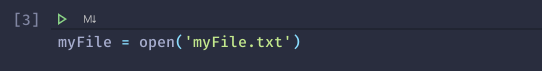 [3]
M↓
myFile = open('myFile.txt')